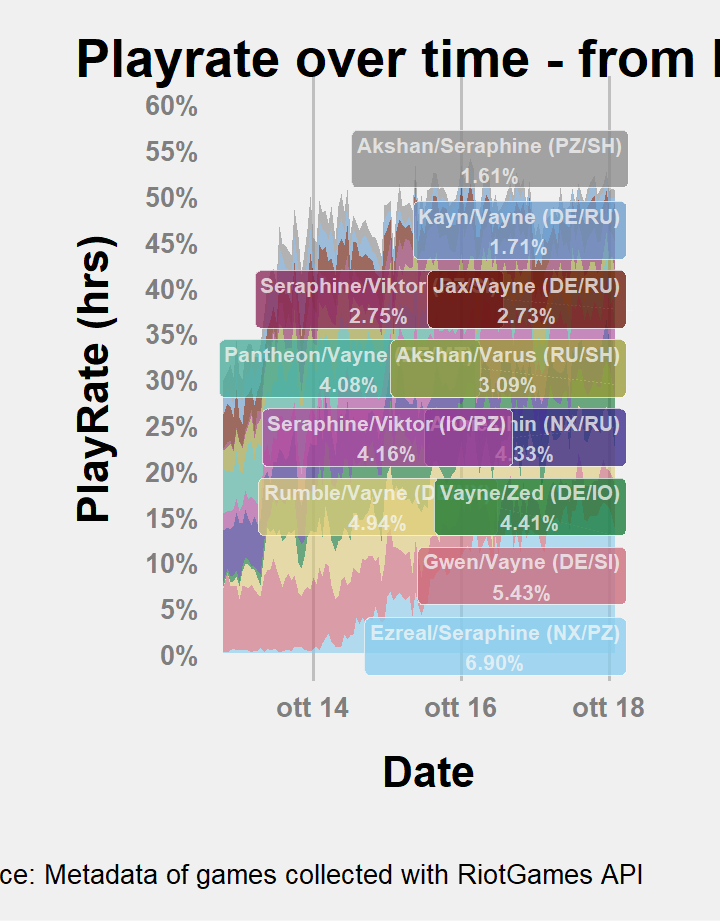 Playrate over time - from
60%
55%
50%
45%
40%
35%
30%
25%
20%
15%
10%
5%
0%
PlayRate (hrs)
Akshan/Seraphine (PZ/SH)
1.61%
Kayn/Vayne (DE/RU)
1.71%
Seraphine/Viktor Jax/Vayne (DE/RU)
2.75% 2.73%
Pantheon/Vayne Akshan/Varus (RU/SH)
4.08% 3.09%
Seraphine/Viktor (IO/PZ) (NX/RU)
4.16% 4.33%
Rumble/Vayne (D Vayne/Zed (DE/IO)
4.94% 4.41%
Gwen/Vayne (DE/SI)
5.43%
Ezreal/Seraphine (NX/PZ)
6.90%
ott 14 ott 16 ott 18
Date
ce: Metadata of games collected with RiotGames API